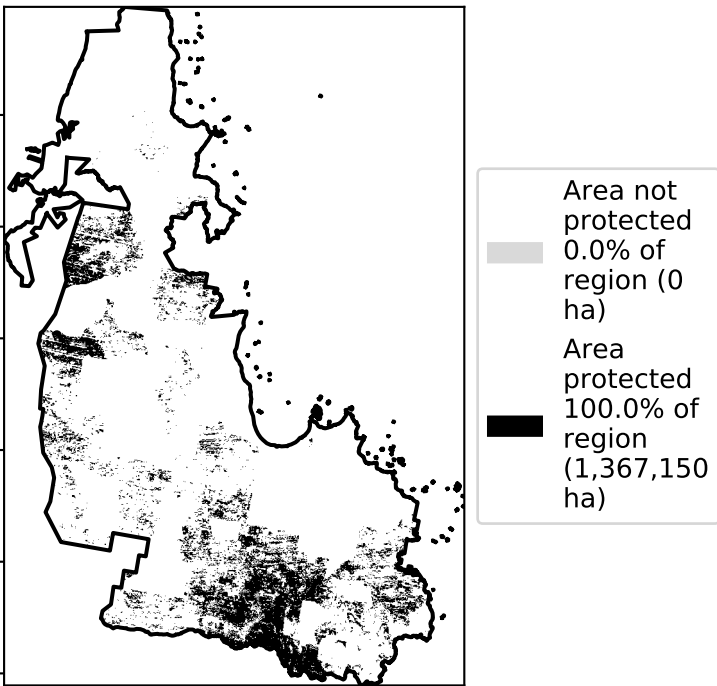 Area not
protected
0.0% of
region (0
ha)
Area
protected
100.0% of
region
(1,367,150
ha)